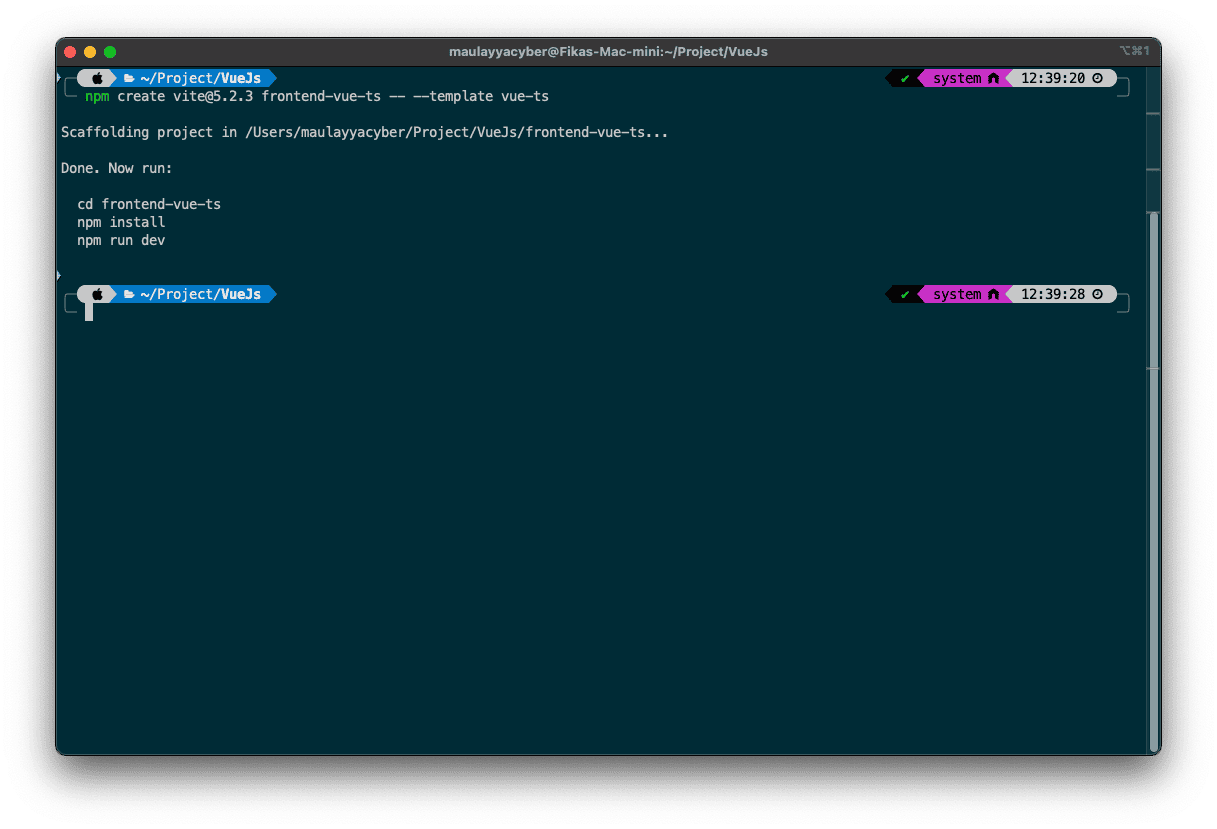 maulayyacyber@Fikas-Mac-mini:~/Project/VueJs ⌥⌘1
~/Project/VueJs ✔ system 12:39:20
npm create vite@5.2.3 frontend-vue-ts -- --template vue-ts
Scaffolding project in /Users/maulayyacyber/Project/VueJs/frontend-vue-ts...
Done. Now run:
cd frontend-vue-ts
npm install
npm run dev
~/Project/VueJs ✔ system 12:39:28